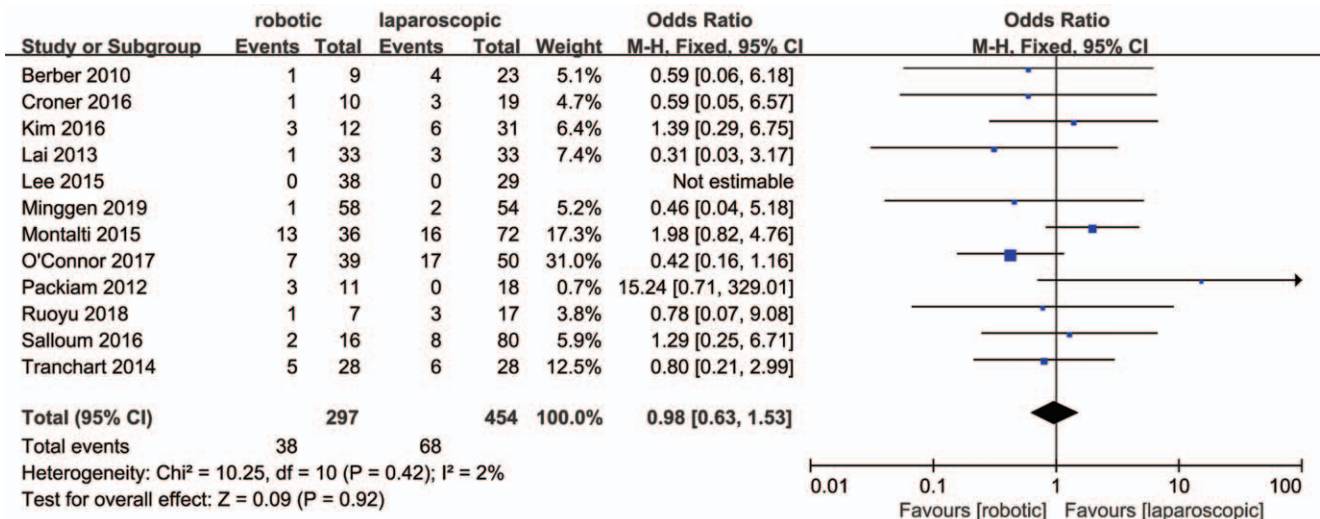 robotic laparoscopic Odds Ratio Odds Ratio
Study or Subgroup Events Total Events Total Weight M-H, Fixed, 95% CI M-H, Fixed, 95% CI
Berber 2010 1 9 4 23 5.1% 0.59 [0.06, 6.18]
Croner 2016 1 10 3 19 4.7% 0.59 [0.05, 6.57]
Kim 2016 3 12 6 31 6.4% 1.39 [0.29, 6.75]
Lai 2013 1 33 3 33 7.4% 0.31 [0.03, 3.17]
Lee 2015 0 38 0 29 Not estimable
Minggen 2019 1 58 2 54 5.2% 0.46 [0.04, 5.18]
Montalti 2015 13 36 16 72 17.3% 1.98 [0.82, 4.76]
O'Connor 2017 7 39 17 50 31.0% 0.42 [0.16, 1.16]
Packiam 2012 3 11 0 18 0.7% 15.24 [0.71, 329.01]
Ruoyu 2018 1 7 3 17 3.8% 0.78 [0.07, 9.08]
Salloum 2016 2 16 8 80 5.9% 1.29 [0.25, 6.71]
Tranchart 2014 5 28 6 28 12.5% 0.80 [0.21, 2.99]
Total (95% CI) 297 454 100.0% 0.98 [0.63, 1.53]
Total events 38 68
Heterogeneity: Chi² = 10.25, df = 10 (P = 0.42); I² = 2%
Test for overall effect: Z = 0.09 (P = 0.92)
0.01 0.1 1 10 100
Favours [robotic] Favours [laparoscopic]